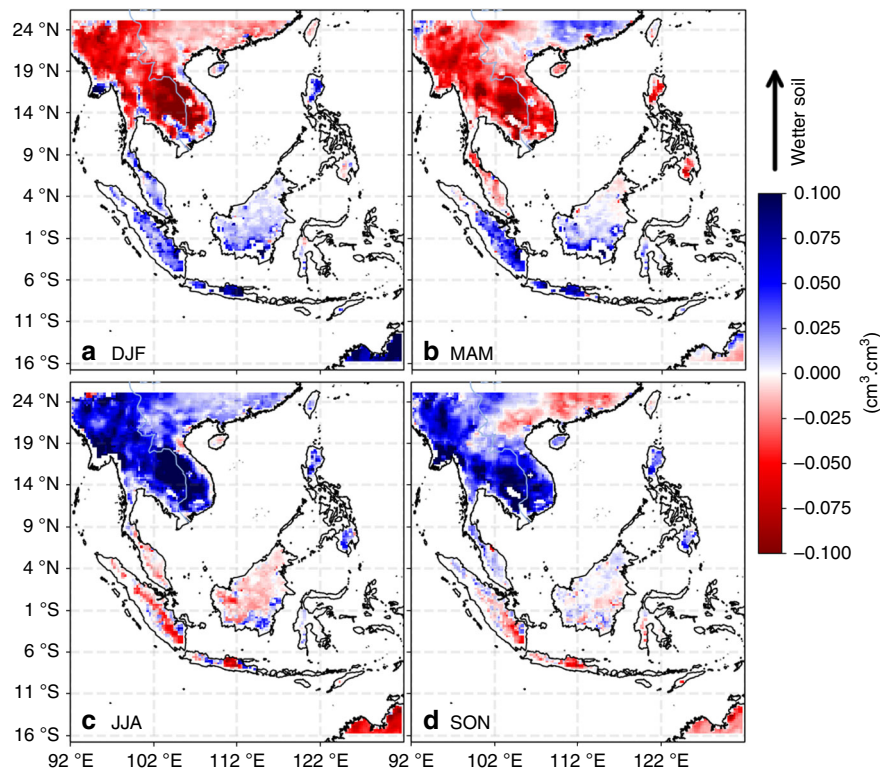 24 °N
19 °N
14 °N
9 °N
4 °N
1 °S
6 °S
11 °S
16 °S
a DJF
b MAM
24 °N
19 °N
14 °N
9 °N
4 °N
1 °S
6 °S
11 °S
16 °S
c JJA
d SON
92 °E
102 °E
112 °E
122 °E
92 °E
102 °E
112 °E
122 °E
Wetter soil
0.100
0.075
0.050
0.025
0.000
−0.025
−0.050
−0.075
−0.100
(cm³.cm³)